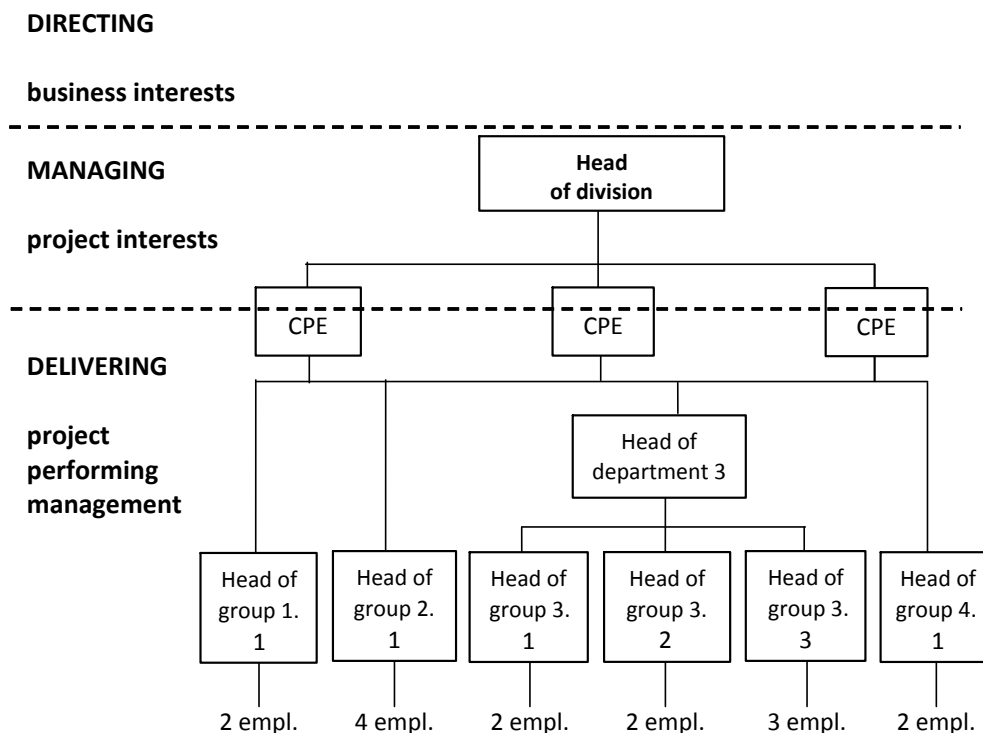 DIRECTING
business interests
MANAGING
Head
of division
project interests
CPE
CPE
CPE
DELIVERING
project
performing
management
Head of
department 3
Head of
group 1.
1
Head of
group 2.
1
Head of
group 3.
1
Head of
group 3.
2
Head of
group 3.
3
Head of
group 4.
1
2 empl.
4 empl.
2 empl.
2 empl.
3 empl.
2 empl.